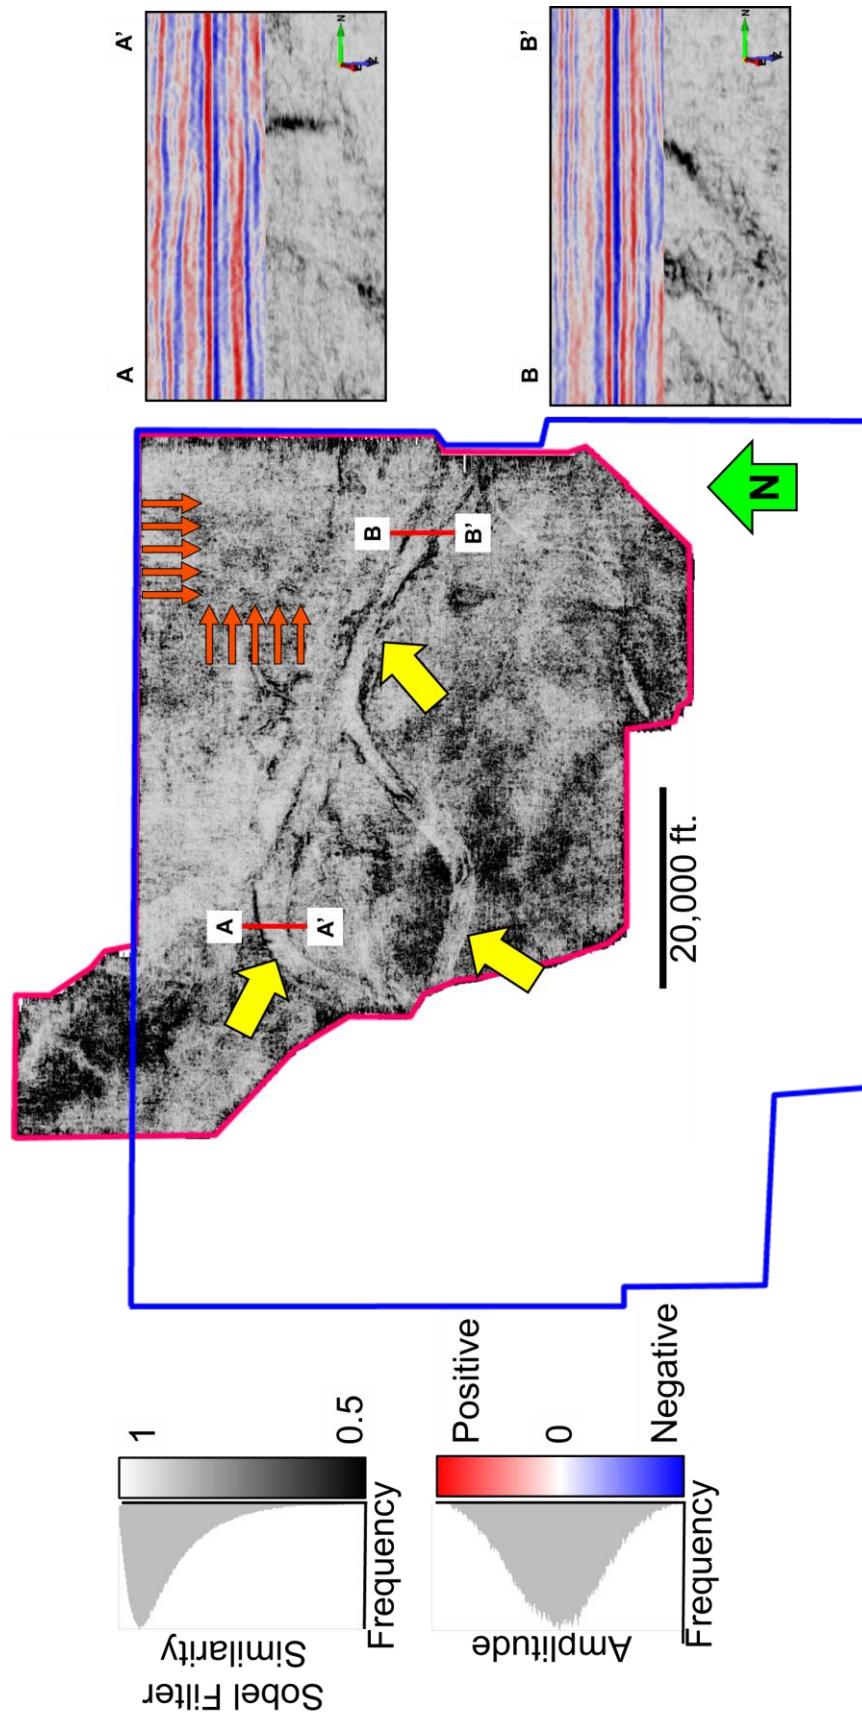 A
A'
N
Z
B
B'
N
Z
A
A'
B
B'
N
20,000 ft.
Sobel Filter
Similarity
1
0.5
Frequency
Amplitude
Positive
0
Negative
Frequency